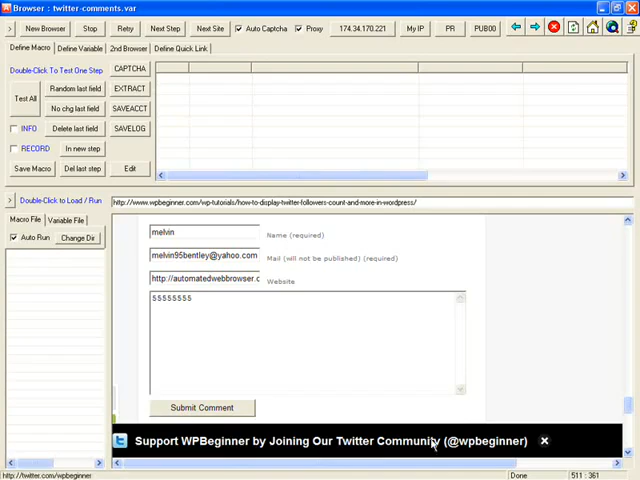 Browser : twitter-comments.var
> New Browser Stop Retry Next Step Next Site Auto Captcha Proxy 174.34.170.221 My IP PR PUB00
Define Macro Define Variable 2nd Browser Define Quick Link
Double-Click To Test One Step CAPTCHA
Test All Random last field EXTRACT
No chg last field SAVEACCT
INFO Delete last field SAVELOG
RECORD In new step
Save Macro Del last step Edit
> Double-Click to Load / Run http://www.wpbeginner.com/wp-tutorials/how-to-display-twitter-followers-count-and-more-in-wordpress/
Macro File Variable File
Auto Run Change Dir
melvin Name (required)
melvin95bentley@yahoo.com Mail (will not be published) (required)
http://automatedwebbrowser.c Website
55555555
Submit Comment
Support WPBeginner by Joining Our Twitter Community (@wpbeginner)
http://twitter.com/wpbeginner Done 511 : 361